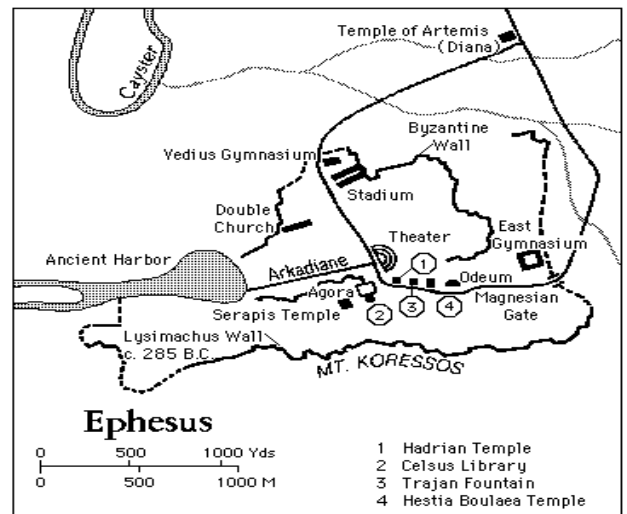 Temple of Artemis
(Diana)
Cayster
Byzantine
Wall
Vedius Gymnasium
Stadium
Double
Church
Theater
East
Gymnasium
Ancient Harbor
Arkadiane
1
Odeum
Agora
Magnesian
Gate
Serapis Temple
2
3
4
Lysimachus Wall
c. 285 B.C.
MT. KORESSOS
Ephesus
0 500 1000 Yds
0 500 1000 M
1 Hadrian Temple
2 Celsus Library
3 Trajan Fountain
4 Hestia Boulaea Temple